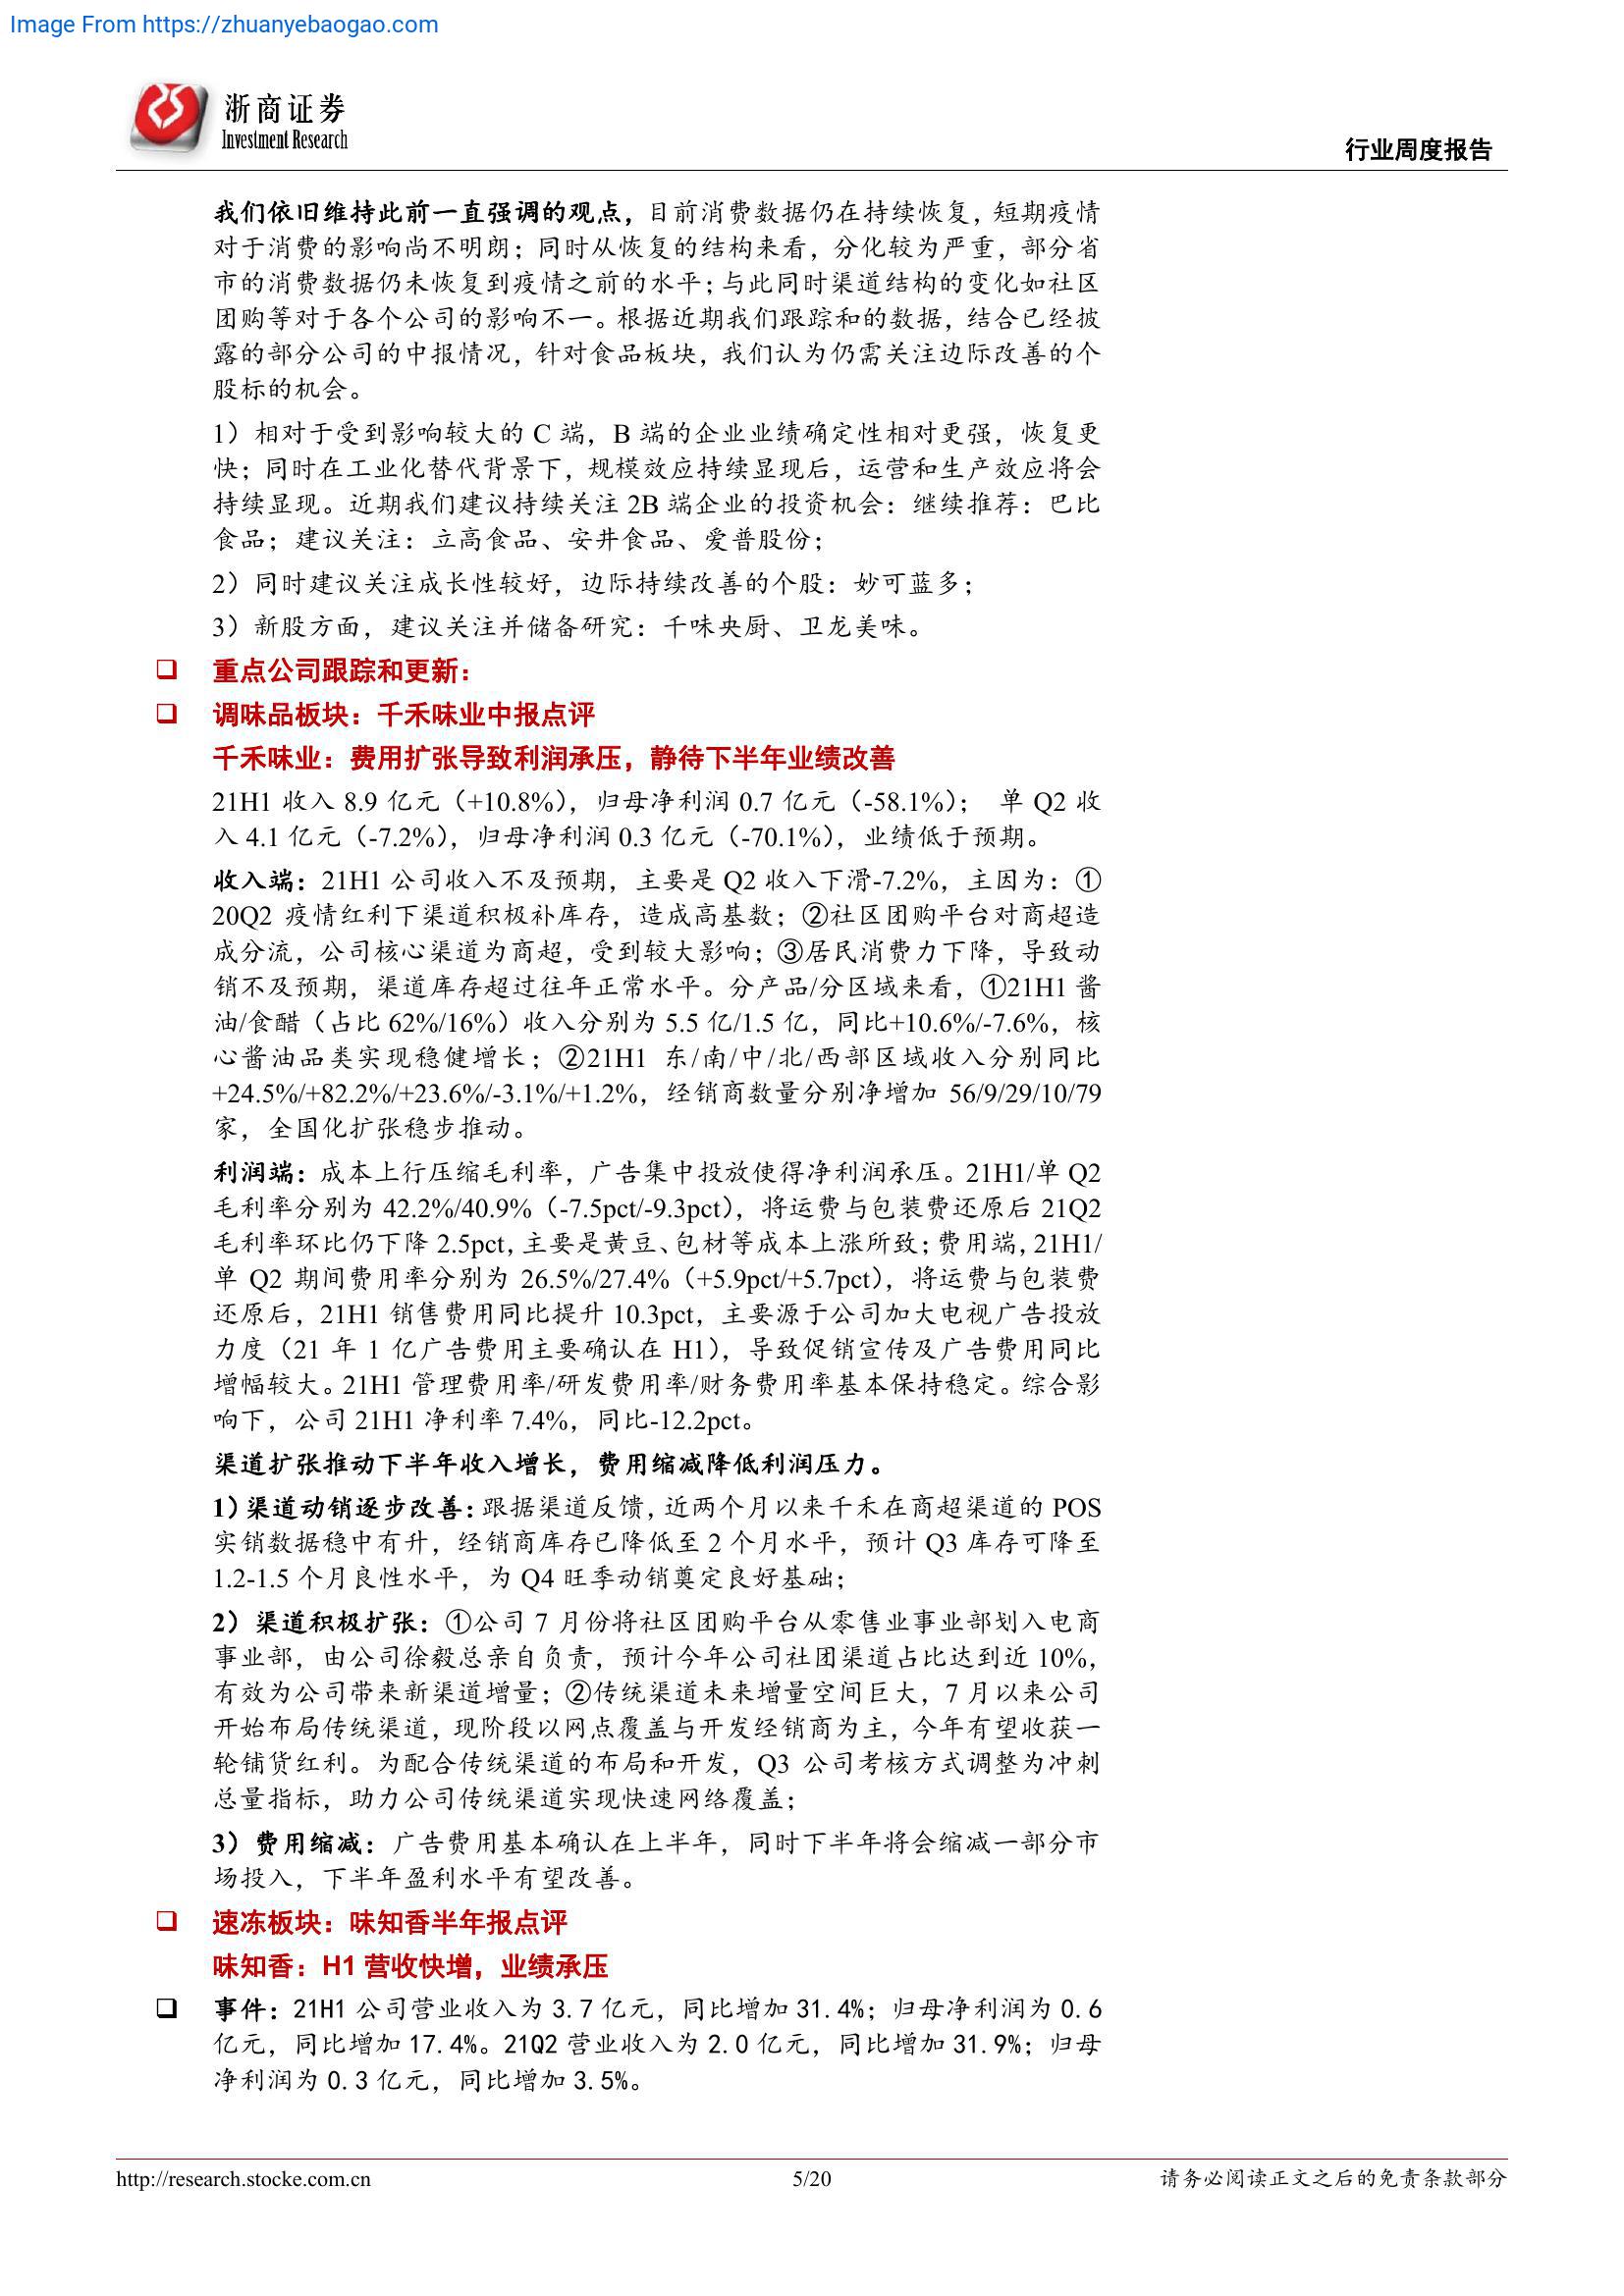 Image From https://zhuanyebaogao.com
浙商证券
Investment Research
行业周度报告
我们依旧维持此前一直强调的观点，目前消费数据仍在持续恢复，短期疫情
对于消费的影响尚不明朗；同时从恢复的结构来看，分化较为严重，部分省
市的消费数据仍未恢复到疫情之前的水平；与此同时渠道结构的变化如社区
团购等对于各个公司的影响不一。根据近期我们跟踪和的数据，结合已经披
露的部分公司的中报情况，针对食品板块，我们认为仍需关注边际改善的个
股标的机会。
1）相对于受到影响较大的 C 端，B 端的企业业绩确定性相对更强，恢复更
快；同时在工业化替代背景下，规模效应持续显现后，运营和生产效应将会
持续显现。近期我们建议持续关注 2B 端企业的投资机会：继续推荐：巴比
食品；建议关注：立高食品、安井食品、爱普股份；
2）同时建议关注成长性较好，边际持续改善的个股：妙可蓝多；
3）新股方面，建议关注并储备研究：千味央厨、卫龙美味。
❑ 重点公司跟踪和更新：
❑ 调味品板块：千禾味业中报点评
千禾味业：费用扩张导致利润承压，静待下半年业绩改善
21H1 收入 8.9 亿元（+10.8%），归母净利润 0.7 亿元（-58.1%）； 单 Q2 收
入 4.1 亿元（-7.2%），归母净利润 0.3 亿元（-70.1%），业绩低于预期。
收入端：21H1 公司收入不及预期，主要是 Q2 收入下滑-7.2%，主因为：①
20Q2 疫情红利下渠道积极补库存，造成高基数；②社区团购平台对商超造
成分流，公司核心渠道为商超，受到较大影响；③居民消费力下降，导致动
销不及预期，渠道库存超过往年正常水平。分产品/分区域来看，①21H1 酱
油/食醋（占比 62%/16%）收入分别为 5.5 亿/1.5 亿，同比+10.6%/-7.6%，核
心酱油品类实现稳健增长；②21H1 东/南/中/北/西部区域收入分别同比
+24.5%/+82.2%/+23.6%/-3.1%/+1.2%，经销商数量分别净增加 56/9/29/10/79
家，全国化扩张稳步推动。
利润端：成本上行压缩毛利率，广告集中投放使得净利润承压。21H1/单 Q2
毛利率分别为 42.2%/40.9%（-7.5pct/-9.3pct），将运费与包装费还原后 21Q2
毛利率环比仍下降 2.5pct，主要是黄豆、包材等成本上涨所致；费用端，21H1/
单 Q2 期间费用率分别为 26.5%/27.4%（+5.9pct/+5.7pct），将运费与包装费
还原后，21H1 销售费用同比提升 10.3pct，主要源于公司加大电视广告投放
力度（21 年 1 亿广告费用主要确认在 H1），导致促销宣传及广告费用同比
增幅较大。21H1 管理费用率/研发费用率/财务费用率基本保持稳定。综合影
响下，公司 21H1 净利率 7.4%，同比-12.2pct。
渠道扩张推动下半年收入增长，费用缩减降低利润压力。
1）渠道动销逐步改善：跟据渠道反馈，近两个月以来千禾在商超渠道的 POS
实销数据稳中有升，经销商库存已降低至 2 个月水平，预计 Q3 库存可降至
1.2-1.5 个月良性水平，为 Q4 旺季动销奠定良好基础；
2）渠道积极扩张：①公司 7 月份将社区团购平台从零售业事业部划入电商
事业部，由公司徐毅总亲自负责，预计今年公司社团渠道占比达到近 10%，
有效为公司带来新渠道增量；②传统渠道未来增量空间巨大，7 月以来公司
开始布局传统渠道，现阶段以网点覆盖与开发经销商为主，今年有望收获一
轮铺货红利。为配合传统渠道的布局和开发，Q3 公司考核方式调整为冲刺
总量指标，助力公司传统渠道实现快速网络覆盖；
3）费用缩减：广告费用基本确认在上半年，同时下半年将会缩减一部分市
场投入，下半年盈利水平有望改善。
❑ 速冻板块：味知香半年报点评
味知香：H1 营收快增，业绩承压
❑ 事件：21H1 公司营业收入为 3.7 亿元，同比增加 31.4%；归母净利润为 0.6
亿元，同比增加 17.4%。21Q2 营业收入为 2.0 亿元，同比增加 31.9%；归母
净利润为 0.3 亿元，同比增加 3.5%。
http://research.stocke.com.cn
5/20
请务必阅读正文之后的免责条款部分